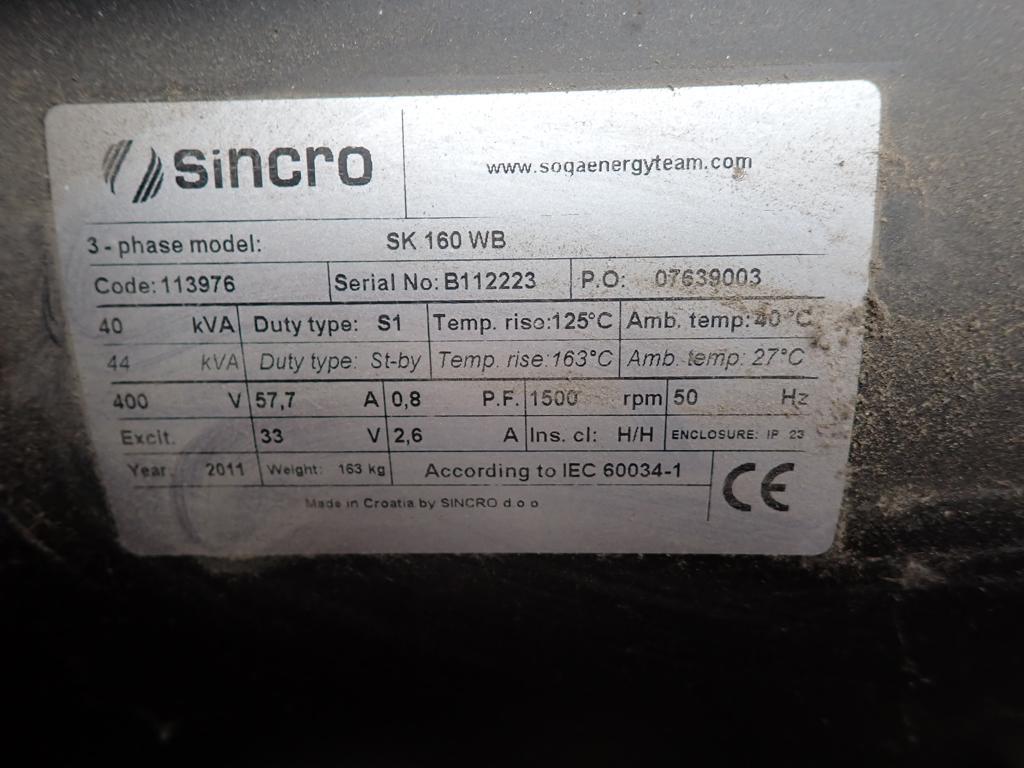 sincro
www.sogaenergyteam.com
3 - phase model: SK 160 WB
Code: 113976 Serial No: B112223 P.O: 07639003
40 kVA Duty type: S1 Temp. rise:125°C Amb. temp: 40°C
44 kVA Duty type: St-by Temp. rise:163°C Amb. temp: 27°C
400 V 57,7 A 0,8 P.F. 1500 rpm 50 Hz
Excit. 33 V 2,6 A Ins. cl: H/H ENCLOSURE: IP 23
Year 2011 Weight: 163 kg According to IEC 60034-1 CE
Made in Croatia by SINCRO d.o.o